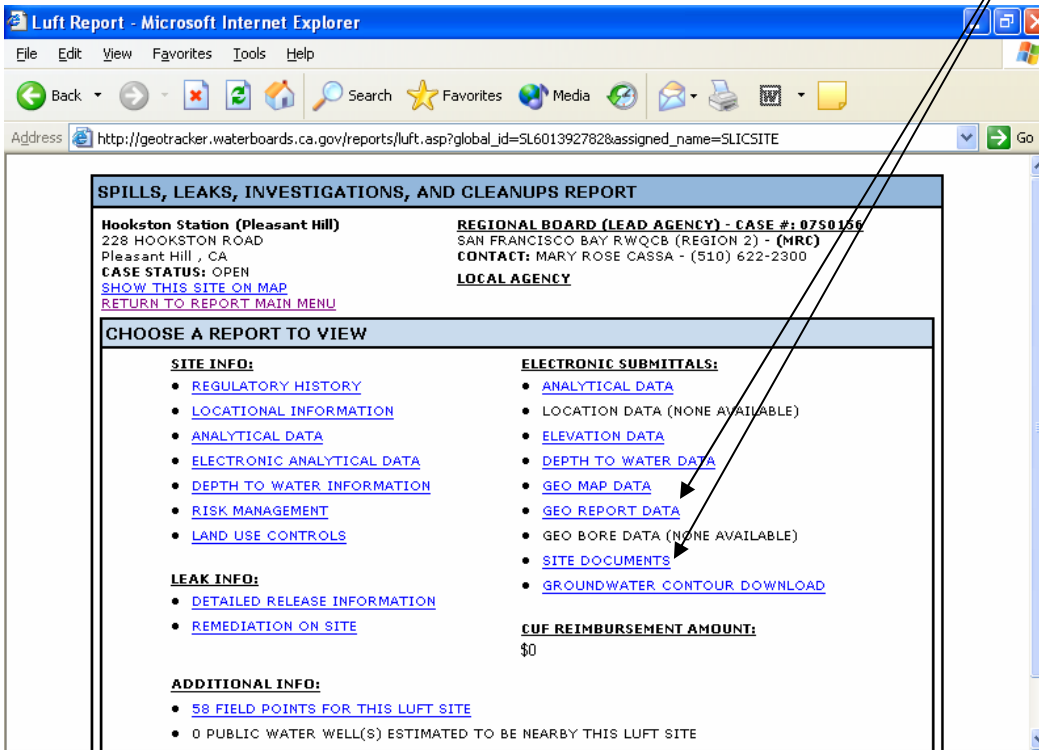 Luft Report - Microsoft Internet Explorer
File Edit View Favorites Tools Help
Back Search Favorites Media
Address http://geotracker.waterboards.ca.gov/reports/luft.asp?global_id=SL601392782&assigned_name=SLICSITE Go
SPILLS, LEAKS, INVESTIGATIONS, AND CLEANUPS REPORT
Hookston Station (Pleasant Hill)
228 HOOKSTON ROAD
Pleasant Hill , CA
CASE STATUS: OPEN
SHOW THIS SITE ON MAP
RETURN TO REPORT MAIN MENU
REGIONAL BOARD (LEAD AGENCY) - CASE #: 07S0156
SAN FRANCISCO BAY RWQCB (REGION 2) - (MRC)
CONTACT: MARY ROSE CASSA - (510) 622-2300
LOCAL AGENCY
CHOOSE A REPORT TO VIEW
SITE INFO:
• REGULATORY HISTORY
• LOCATIONAL INFORMATION
• ANALYTICAL DATA
• ELECTRONIC ANALYTICAL DATA
• DEPTH TO WATER INFORMATION
• RISK MANAGEMENT
• LAND USE CONTROLS
LEAK INFO:
• DETAILED RELEASE INFORMATION
• REMEDIATION ON SITE
ELECTRONIC SUBMITTALS:
• ANALYTICAL DATA
• LOCATION DATA (NONE AVAILABLE)
• ELEVATION DATA
• DEPTH TO WATER DATA
• GEO MAP DATA
• GEO REPORT DATA
• GEO BORE DATA (NONE AVAILABLE)
• SITE DOCUMENTS
• GROUNDWATER CONTOUR DOWNLOAD
CUF REIMBURSEMENT AMOUNT:
$0
ADDITIONAL INFO:
• 58 FIELD POINTS FOR THIS LUFT SITE
• 0 PUBLIC WATER WELL(S) ESTIMATED TO BE NEARBY THIS LUFT SITE